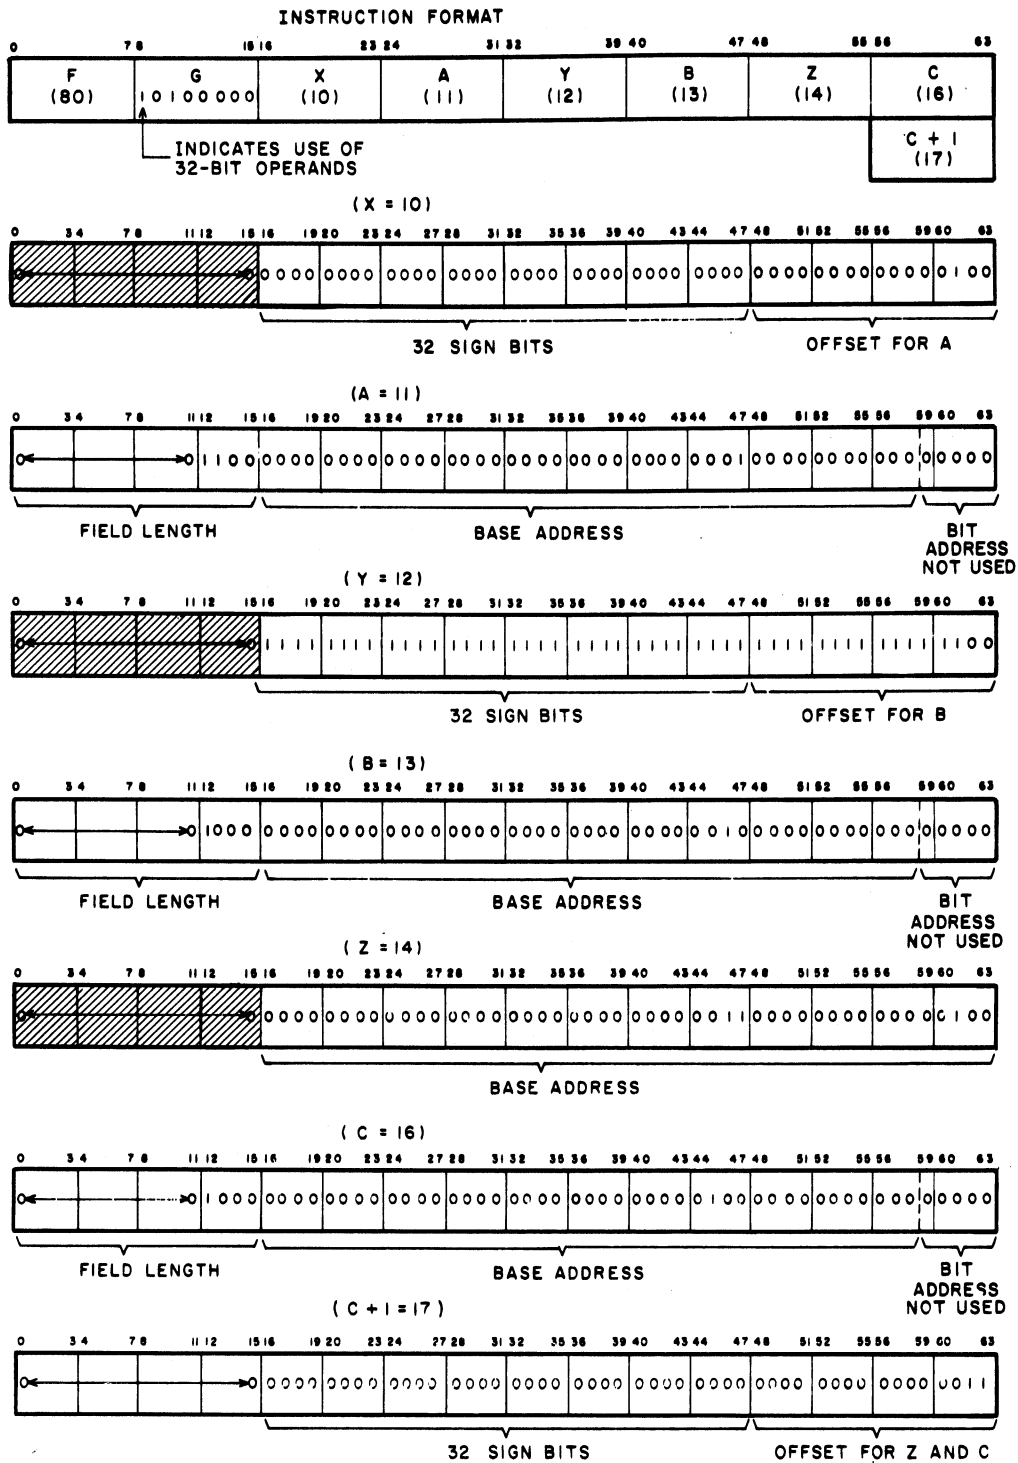 INSTRUCTION FORMAT
0 7 8 15 16 23 24 31 32 39 40 47 48 55 56 63
F G X A Y B Z C
(80) 10100000 (10) (11) (12) (13) (14) (16)
C + 1
(17)
INDICATES USE OF
32-BIT OPERANDS
(X = 10)
0 3 4 7 8 11 12 15 16 19 20 23 24 27 28 31 32 35 36 39 40 43 44 47 48 51 52 55 56 59 60 63
0 0 0000 0000 0000 0000 0000 0000 0000 0000 0000 0000 0000 0100
32 SIGN BITS OFFSET FOR A
(A = 11)
0 3 4 7 8 11 12 15 16 19 20 23 24 27 28 31 32 35 36 39 40 43 44 47 48 51 52 55 56 59 60 63
0 0 1100 0000 0000 0000 0000 0000 0000 0000 0001 0000 0000 000 0 0000
FIELD LENGTH BASE ADDRESS BIT
ADDRESS
NOT USED
(Y = 12)
0 3 4 7 8 11 12 15 16 19 20 23 24 27 28 31 32 35 36 39 40 43 44 47 48 51 52 55 56 59 60 63
0 0 1111 1111 1111 1111 1111 1111 1111 1111 1111 1111 1111 1100
32 SIGN BITS OFFSET FOR B
(B = 13)
0 3 4 7 8 11 12 15 16 19 20 23 24 27 28 31 32 35 36 39 40 43 44 47 48 51 52 55 56 59 60 63
0 0 1000 0000 0000 0000 0000 0000 0000 0000 0010 0000 0000 000 0 0000
FIELD LENGTH BASE ADDRESS BIT
ADDRESS
NOT USED
(Z = 14)
0 3 4 7 8 11 12 15 16 19 20 23 24 27 28 31 32 35 36 39 40 43 44 47 48 51 52 55 56 59 60 63
0 0 0000 0000 0000 0000 0000 0000 0000 0011 0000 0000 0000 0100
BASE ADDRESS
(C = 16)
0 3 4 7 8 11 12 15 16 19 20 23 24 27 28 31 32 35 36 39 40 43 44 47 48 51 52 55 56 59 60 63
0 0 1000 0000 0000 0000 0000 0000 0000 0000 0100 0000 0000 000 0 0000
FIELD LENGTH BASE ADDRESS BIT
ADDRESS
NOT USED
(C + 1 = 17)
0 3 4 7 8 11 12 15 16 19 20 23 24 27 28 31 32 35 36 39 40 43 44 47 48 51 52 55 56 59 60 63
0 0 0000 0000 0000 0000 0000 0000 0000 0000 0000 0000 0000 0011
32 SIGN BITS OFFSET FOR Z AND C